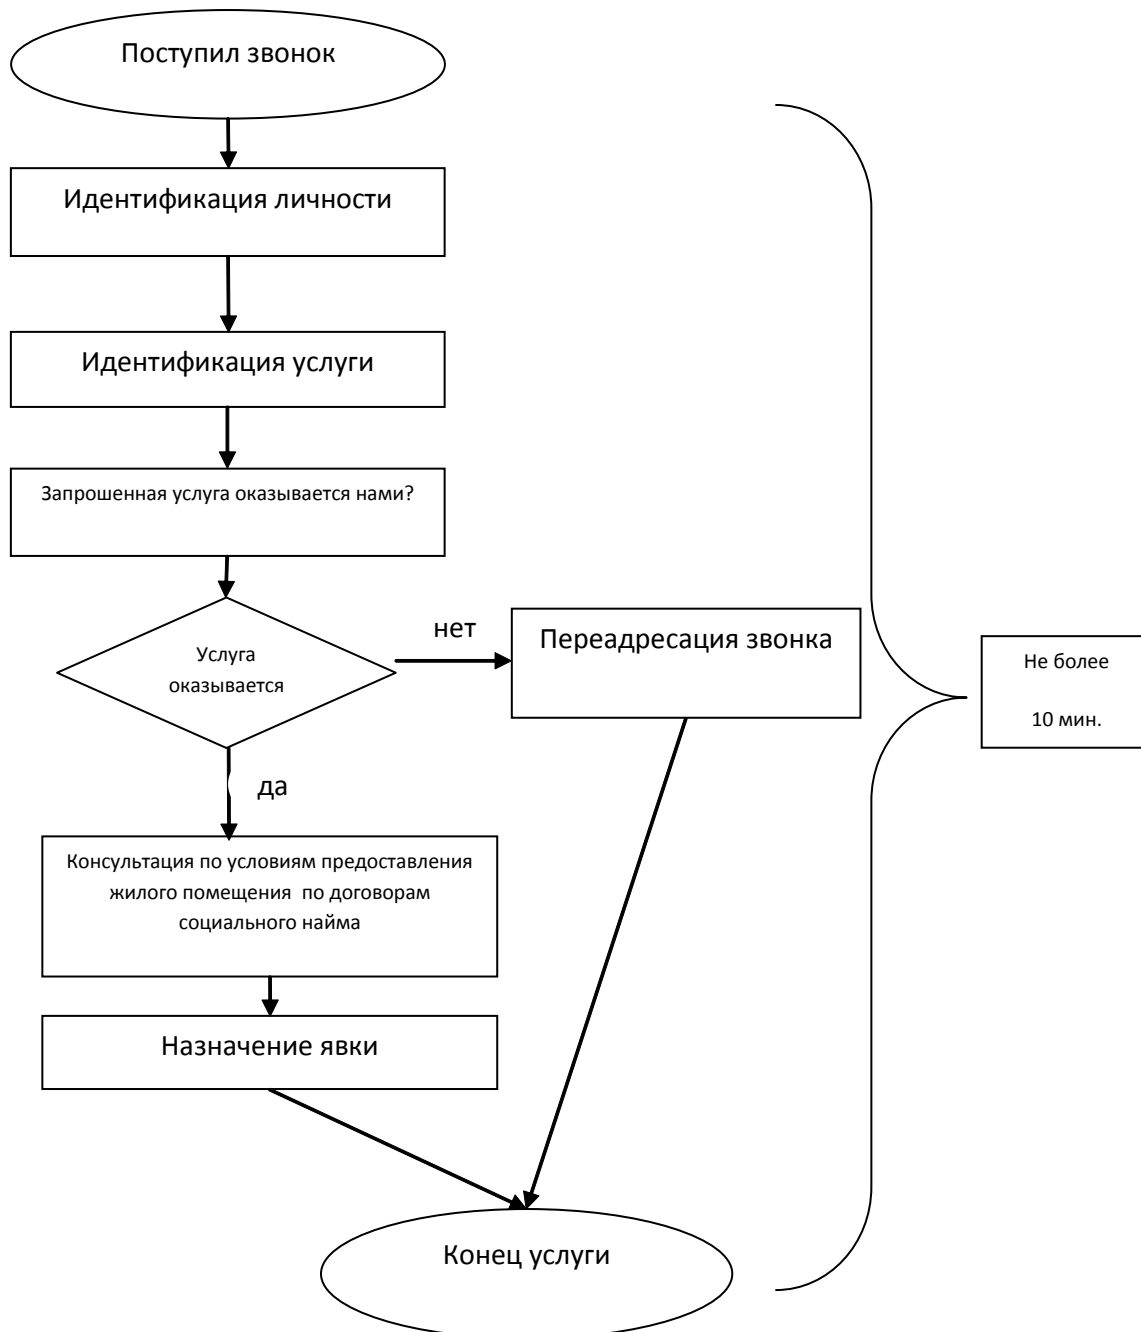 Поступил звонок
Идентификация личности
Идентификация услуги
Запрошенная услуга оказывается нами?
Услуга
оказывается
нет
Переадресация звонка
Не более
10 мин.
да
Консультация по условиям предоставления
жилого помещения по договорам
социального найма
Назначение явки
Конец услуги